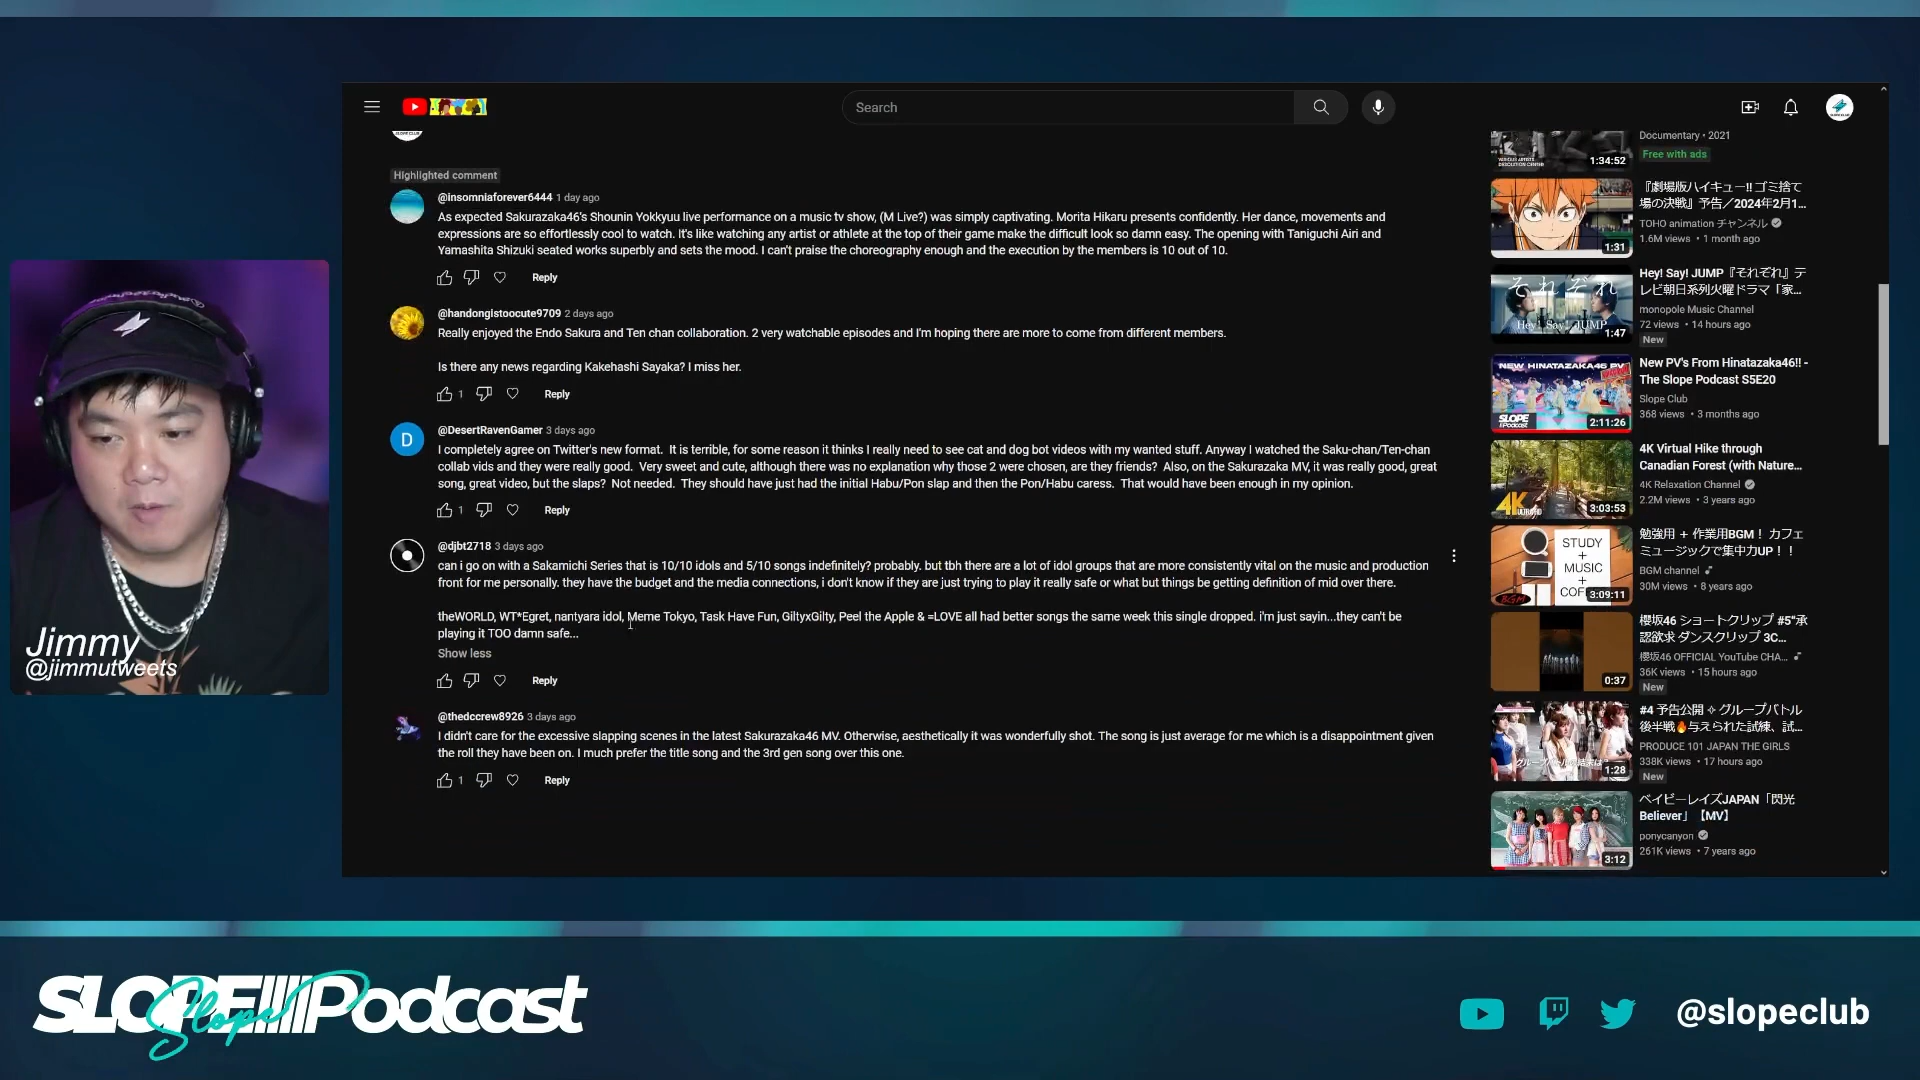 Search
SLOPE CLUB
Highlighted comment
@insomniaforever6444 1 day ago
As expected Sakurazaka46's Shounin Yokkyuu live performance on a music tv show, (M Live?) was simply captivating. Morita Hikaru presents confidently. Her dance, movements and
expressions are so effortlessly cool to watch. It's like watching any artist or athlete at the top of their game make the difficult look so damn easy. The opening with Taniguchi Airi and
Yamashita Shizuki seated works superbly and sets the mood. I can't praise the choreography enough and the execution by the members is 10 out of 10.
Reply
@handongistoocute9709 2 days ago
Really enjoyed the Endo Sakura and Ten chan collaboration. 2 very watchable episodes and I'm hoping there are more to come from different members.
Is there any news regarding Kakehashi Sayaka? I miss her.
1 Reply
D
@DesertRavenGamer 3 days ago
I completely agree on Twitter's new format. It is terrible, for some reason it thinks I really need to see cat and dog bot videos with my wanted stuff. Anyway I watched the Saku-chan/Ten-chan
collab vids and they were really good. Very sweet and cute, although there was no explanation why those 2 were chosen, are they friends? Also, on the Sakurazaka MV, it was really good, great
song, great video, but the slaps? Not needed. They should have just had the initial Habu/Pon slap and then the Pon/Habu caress. That would have been enough in my opinion.
1 Reply
@djbt2718 3 days ago
can i go on with a Sakamichi Series that is 10/10 idols and 5/10 songs indefinitely? probably. but tbh there are a lot of idol groups that are more consistently vital on the music and production
front for me personally. they have the budget and the media connections, i don't know if they are just trying to play it really safe or what but things be getting definition of mid over there.
theWORLD, WT*Egret, nantyara idol, Meme Tokyo, Task Have Fun, GiltyxGilty, Peel the Apple & =LOVE all had better songs the same week this single dropped. i'm just sayin...they can't be
playing it TOO damn safe...
Show less
Reply
@thedccrew8926 3 days ago
I didn't care for the excessive slapping scenes in the latest Sakurazaka46 MV. Otherwise, aesthetically it was wonderfully shot. The song is just average for me which is a disappointment given
the roll they have been on. I much prefer the title song and the 3rd gen song over this one.
1 Reply
Documentary • 2021
Free with ads
1:34:52
『劇場版ハイキュー!! ゴミ捨て
場の決戦』予告／2024年2月1...
TOHO animation チャンネル
1.6M views • 1 month ago
1:31
Hey! Say! JUMP『それぞれ』テ
レビ朝日系列火曜ドラマ「家...
monopole Music Channel
72 views • 14 hours ago
New
それぞれ
Hey! Say! JUMP
1:47
New PV's From Hinatazaka46!! -
The Slope Podcast S5E20
Slope Club
368 views • 3 months ago
NEW HINATAZAKA46 PV
SLOPE
Podcast
2:11:26
4K Virtual Hike through
Canadian Forest (with Nature...
4K Relaxation Channel
2.2M views • 3 years ago
4K
3:03:53
勉強用 + 作業用BGM！ カフェ
ミュージックで集中力UP！！
BGM channel
30M views • 8 years ago
STUDY
+
MUSIC
+
COF
BGM
3:09:11
櫻坂46 ショートクリップ #5"承
認欲求 ダンスクリップ 3C...
櫻坂46 OFFICIAL YouTube CHA...
36K views • 15 hours ago
New
0:37
#4 予告公開 ✧ グループバトル
後半戦🔥与えられた試練、試...
PRODUCE 101 JAPAN THE GIRLS
338K views • 17 hours ago
New
1:28
ベイビーレイズJAPAN「閃光
Believer」【MV】
ponycanyon
261K views • 7 years ago
3:12
Jimmy
@jimmutweets
SLOPE Podcast
Slope
@slopeclub